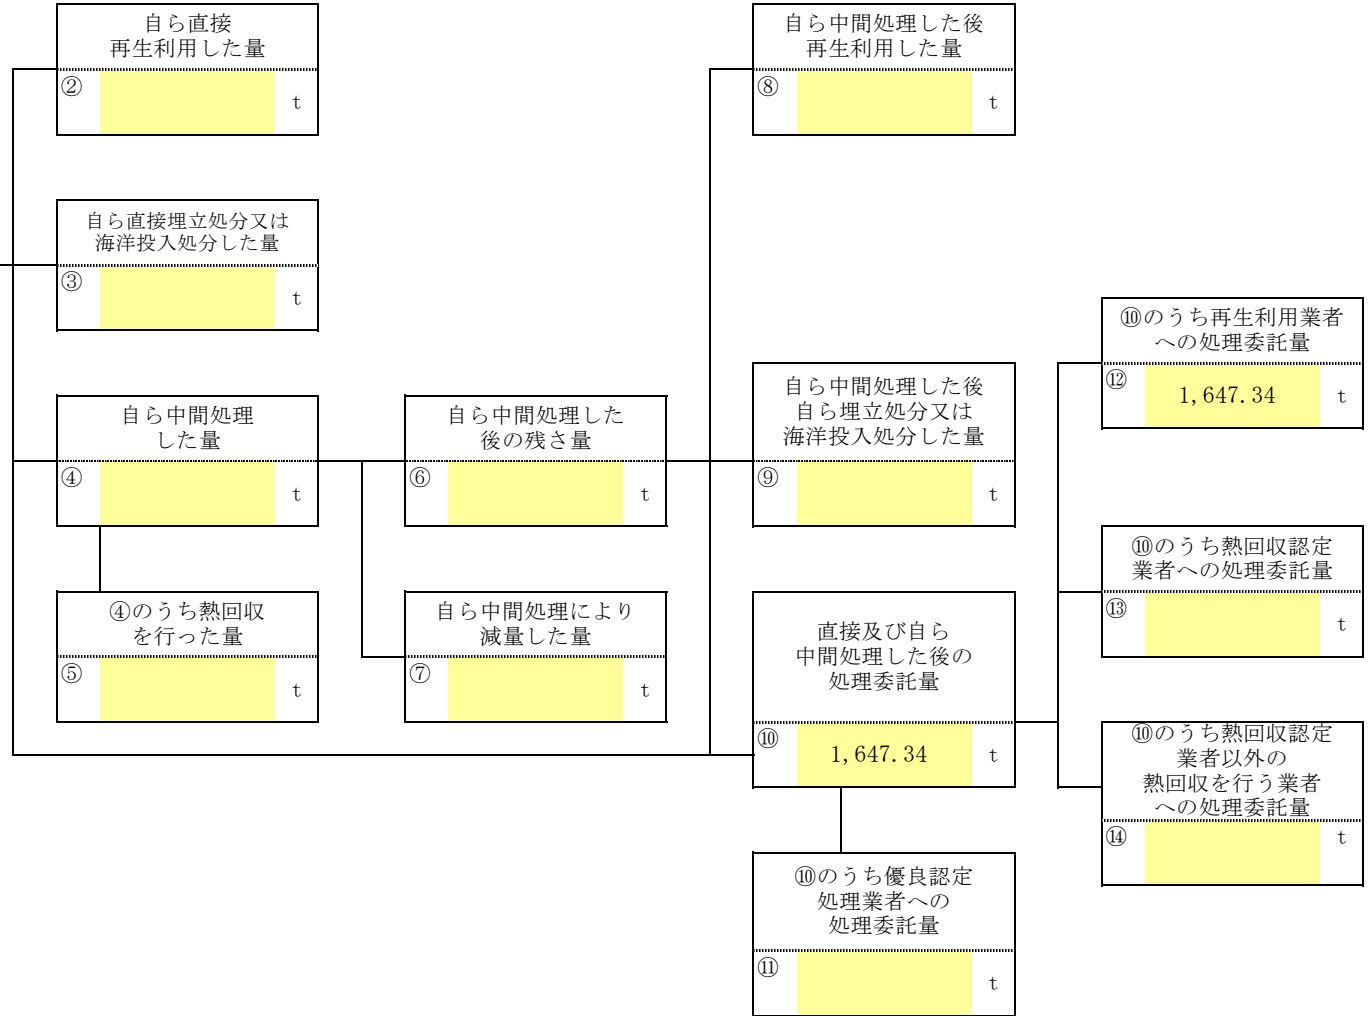 自ら直接
再生利用した量
②
t
自ら直接埋立処分又は
海洋投入処分した量
③
t
自ら中間処理
した量
④
t
④のうち熱回収
を行った量
⑤
t
自ら中間処理した
後の残さ量
⑥
t
自ら中間処理により
減量した量
⑦
t
自ら中間処理した後
再生利用した量
⑧
t
自ら中間処理した後
自ら埋立処分又は
海洋投入処分した量
⑨
t
直接及び自ら
中間処理した後の
処理委託量
⑩ 1,647.34 t
⑩のうち優良認定
処理業者への
処理委託量
⑪
t
⑩のうち再生利用業者
への処理委託量
⑫ 1,647.34 t
⑩のうち熱回収認定
業者への処理委託量
⑬
t
⑩のうち熱回収認定
業者以外の
熱回収を行う業者
への処理委託量
⑭
t